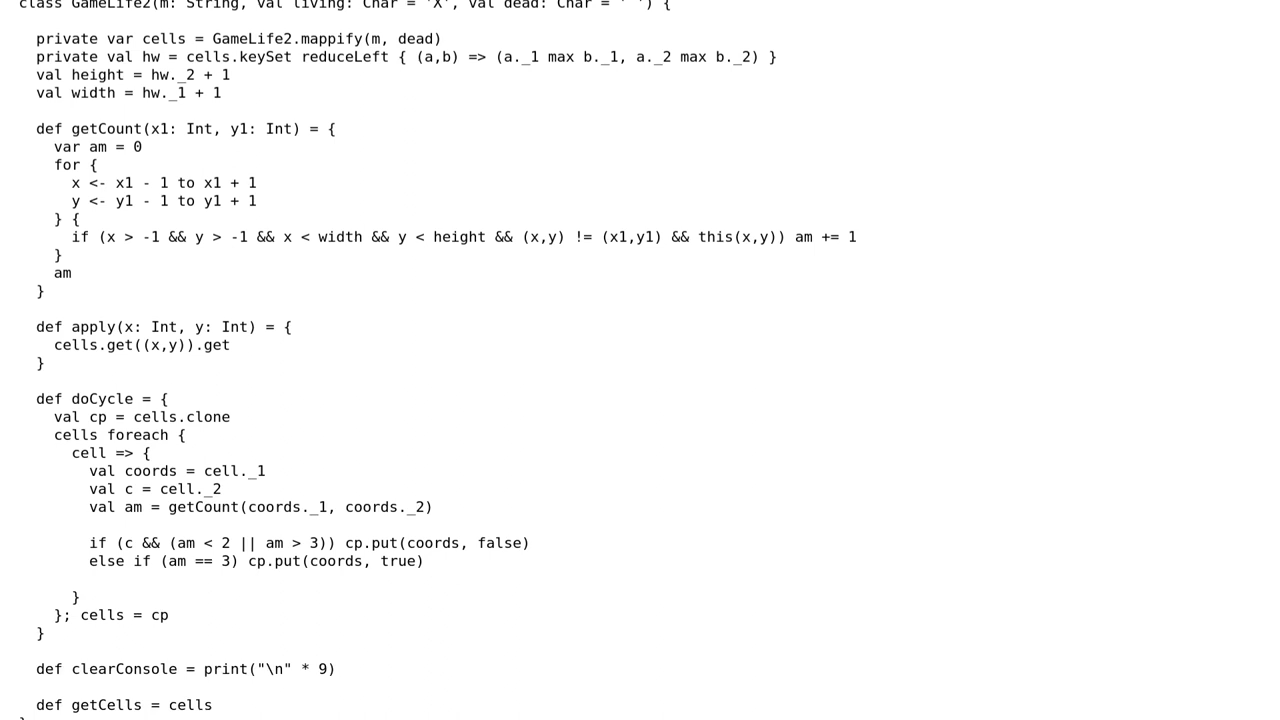 class GameLife2(m: String, val living: Char = 'X', val dead: Char = ' ') {
private var cells = GameLife2.mappify(m, dead)
private val hw = cells.keySet reduceLeft { (a,b) => (a._1 max b._1, a._2 max b._2) }
val height = hw._2 + 1
val width = hw._1 + 1
def getCount(x1: Int, y1: Int) = {
var am = 0
for {
x <- x1 - 1 to x1 + 1
y <- y1 - 1 to y1 + 1
} {
if (x > -1 && y > -1 && x < width && y < height && (x,y) != (x1,y1) && this(x,y)) am += 1
}
am
}
def apply(x: Int, y: Int) = {
cells.get((x,y)).get
}
def doCycle = {
val cp = cells.clone
cells foreach {
cell => {
val coords = cell._1
val c = cell._2
val am = getCount(coords._1, coords._2)
if (c && (am < 2 || am > 3)) cp.put(coords, false)
else if (am == 3) cp.put(coords, true)
}
}; cells = cp
}
def clearConsole = print("\n" * 9)
def getCells = cells
}